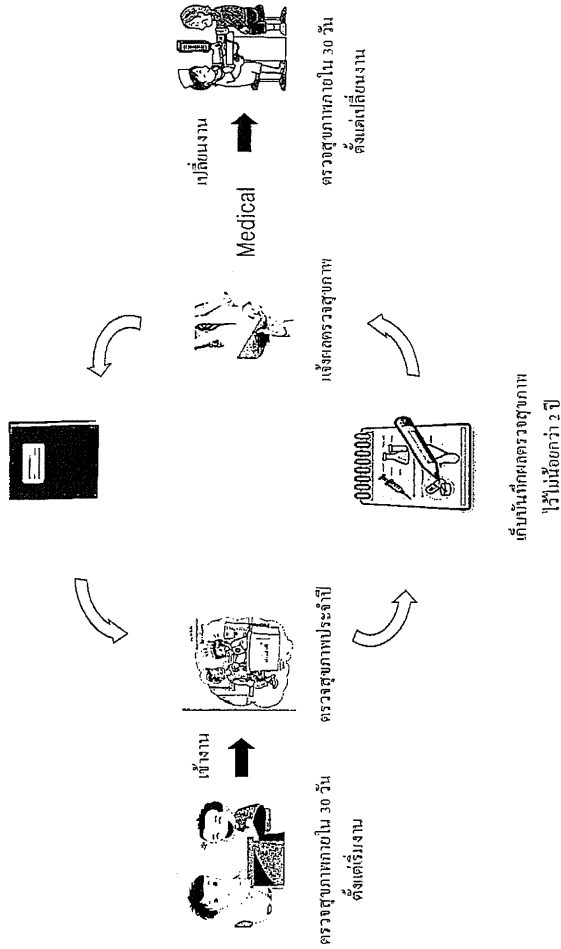 เข้างาน
ตรวจสุขภาพภายใน 30 วัน
ตั้งแต่เริ่มงาน
ตรวจสุขภาพประจำปี
เก็บบันทึกผลตรวจสุขภาพ
ไว้ไม่น้อยกว่า 2 ปี
แจ้งผลตรวจสุขภาพ
Medical
เปลี่ยนงาน
ตรวจสุขภาพภายใน 30 วัน
ตั้งแต่เปลี่ยนงาน